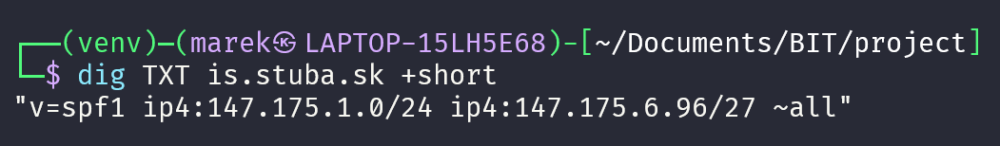 ┌──(venv)─(marek㉿LAPTOP-15LH5E68)-[~/Documents/BIT/project]
└─$ dig TXT is.stuba.sk +short
"v=spf1 ip4:147.175.1.0/24 ip4:147.175.6.96/27 ~all"